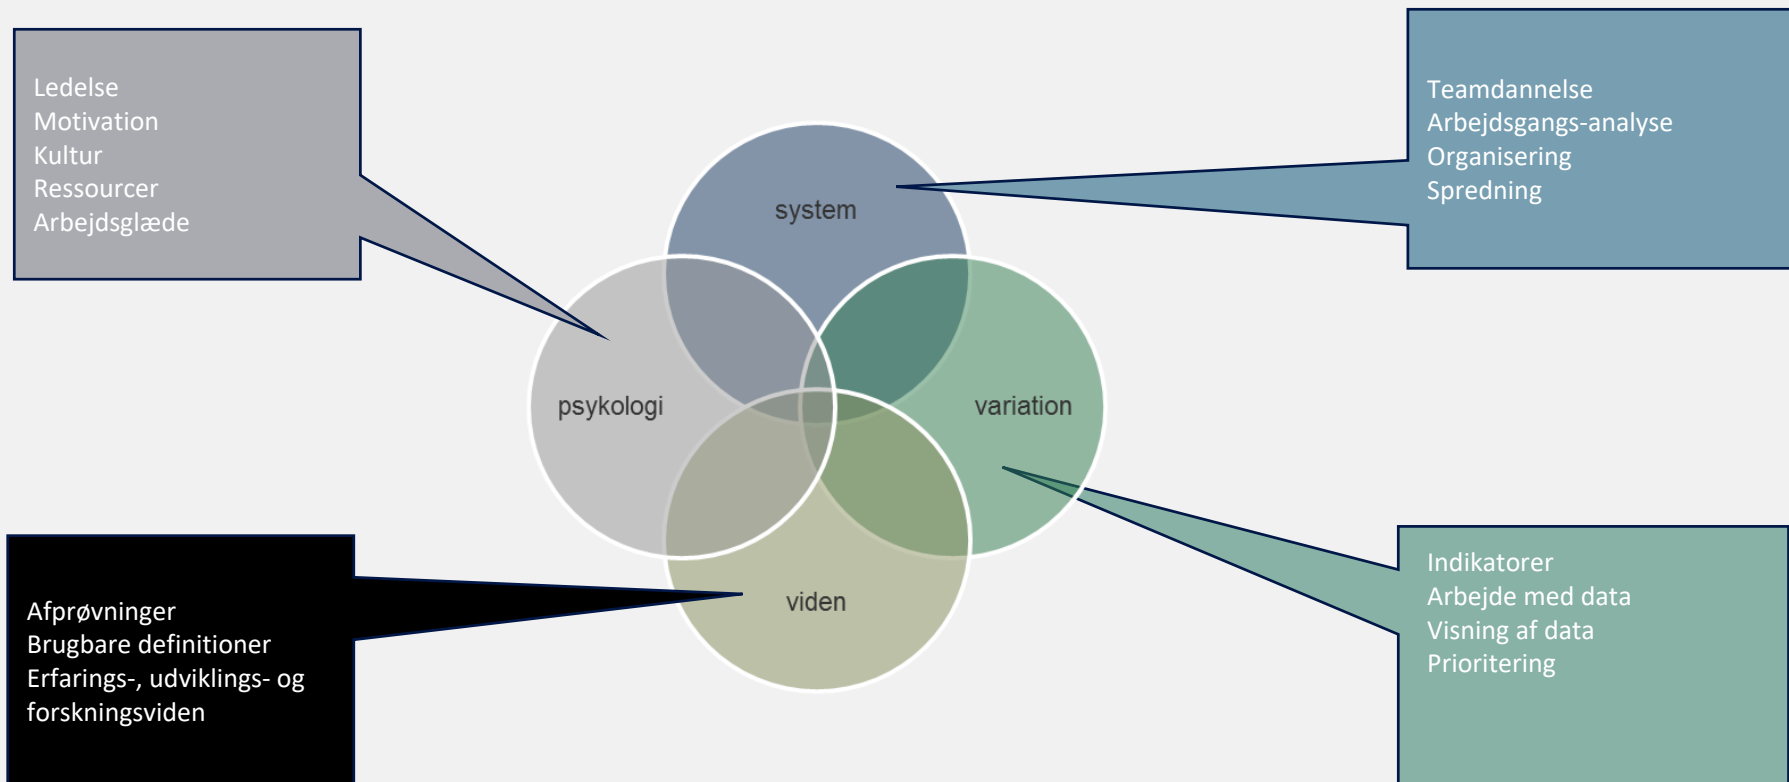 Ledelse
Motivation
Kultur
Ressourcer
Arbejdsglæde
Teamdannelse
Arbejdsgangs-analyse
Organisering
Spredning
system
psykologi
variation
viden
Afprøvninger
Brugbare definitioner
Erfarings-, udviklings- og
forskningsviden
Indikatorer
Arbejde med data
Visning af data
Prioritering